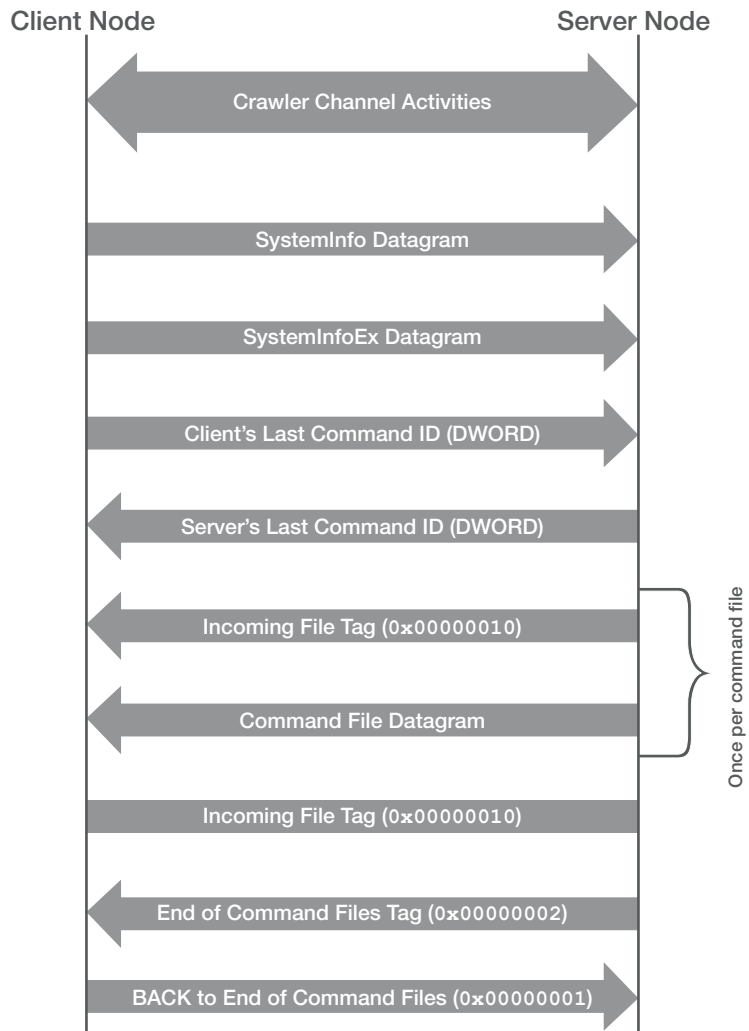 Client Node
Server Node
Crawler Channel Activities
SystemInfo Datagram
SystemInfoEx Datagram
Client's Last Command ID (DWORD)
Server's Last Command ID (DWORD)
Incoming File Tag (0x00000010)
Command File Datagram
Once per command file
Incoming File Tag (0x00000010)
End of Command Files Tag (0x00000002)
BACK to End of Command Files (0x00000001)